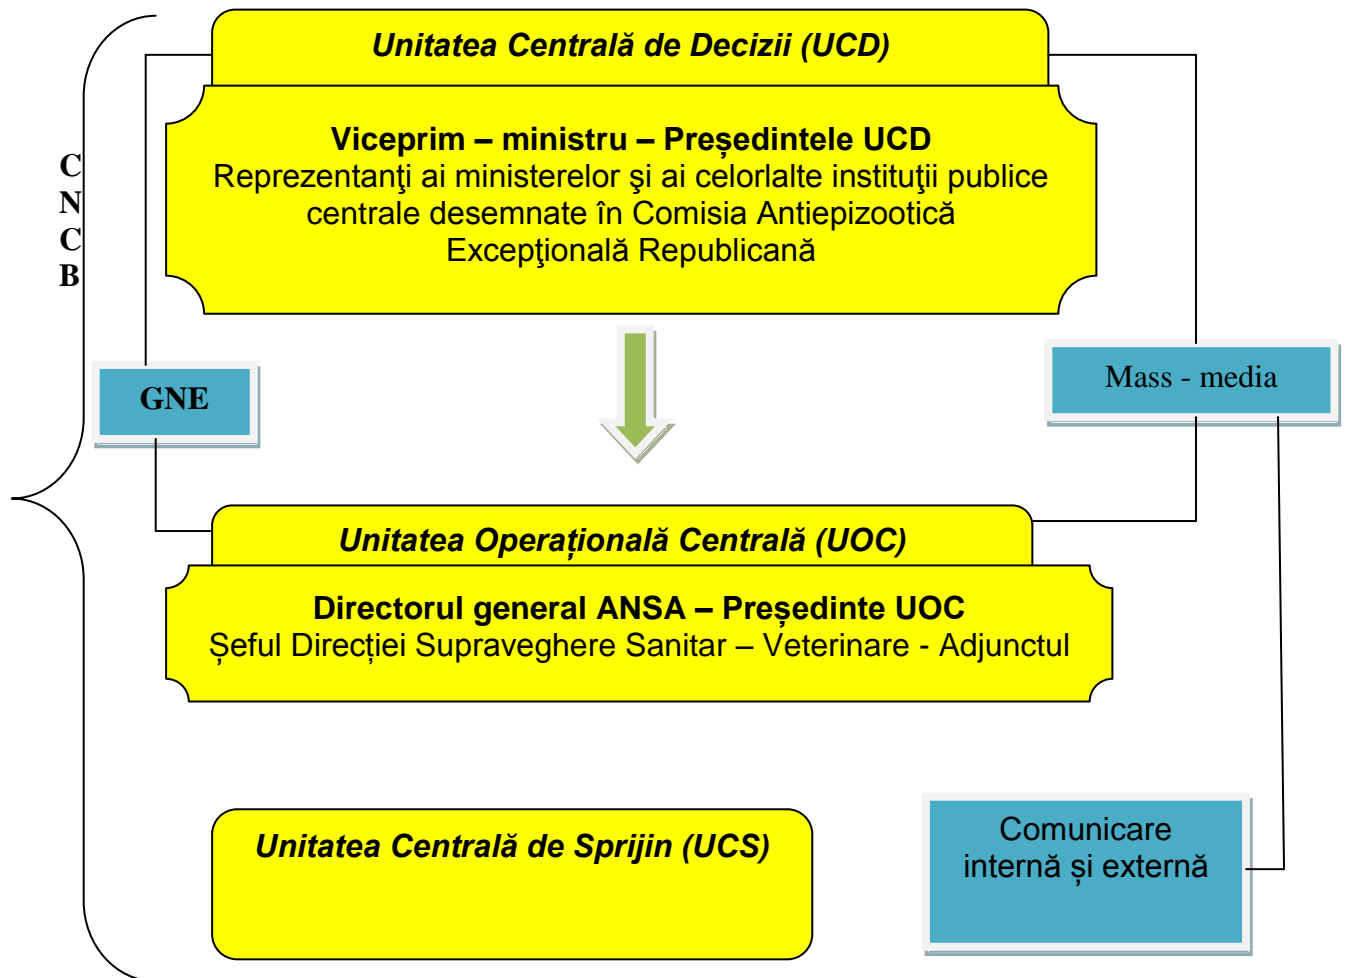 Unitatea Centrală de Decizii (UCD)
Viceprim – ministru – Președintele UCD
Reprezentanţi ai ministerelor şi ai celorlalte instituţii publice
centrale desemnate în Comisia Antiepizootică
Excepţională Republicană
C
N
C
B
GNE
Mass - media
Unitatea Operațională Centrală (UOC)
Directorul general ANSA – Președinte UOC
Șeful Direcției Supraveghere Sanitar – Veterinare - Adjunctul
Unitatea Centrală de Sprijin (UCS)
Comunicare
internă și externă